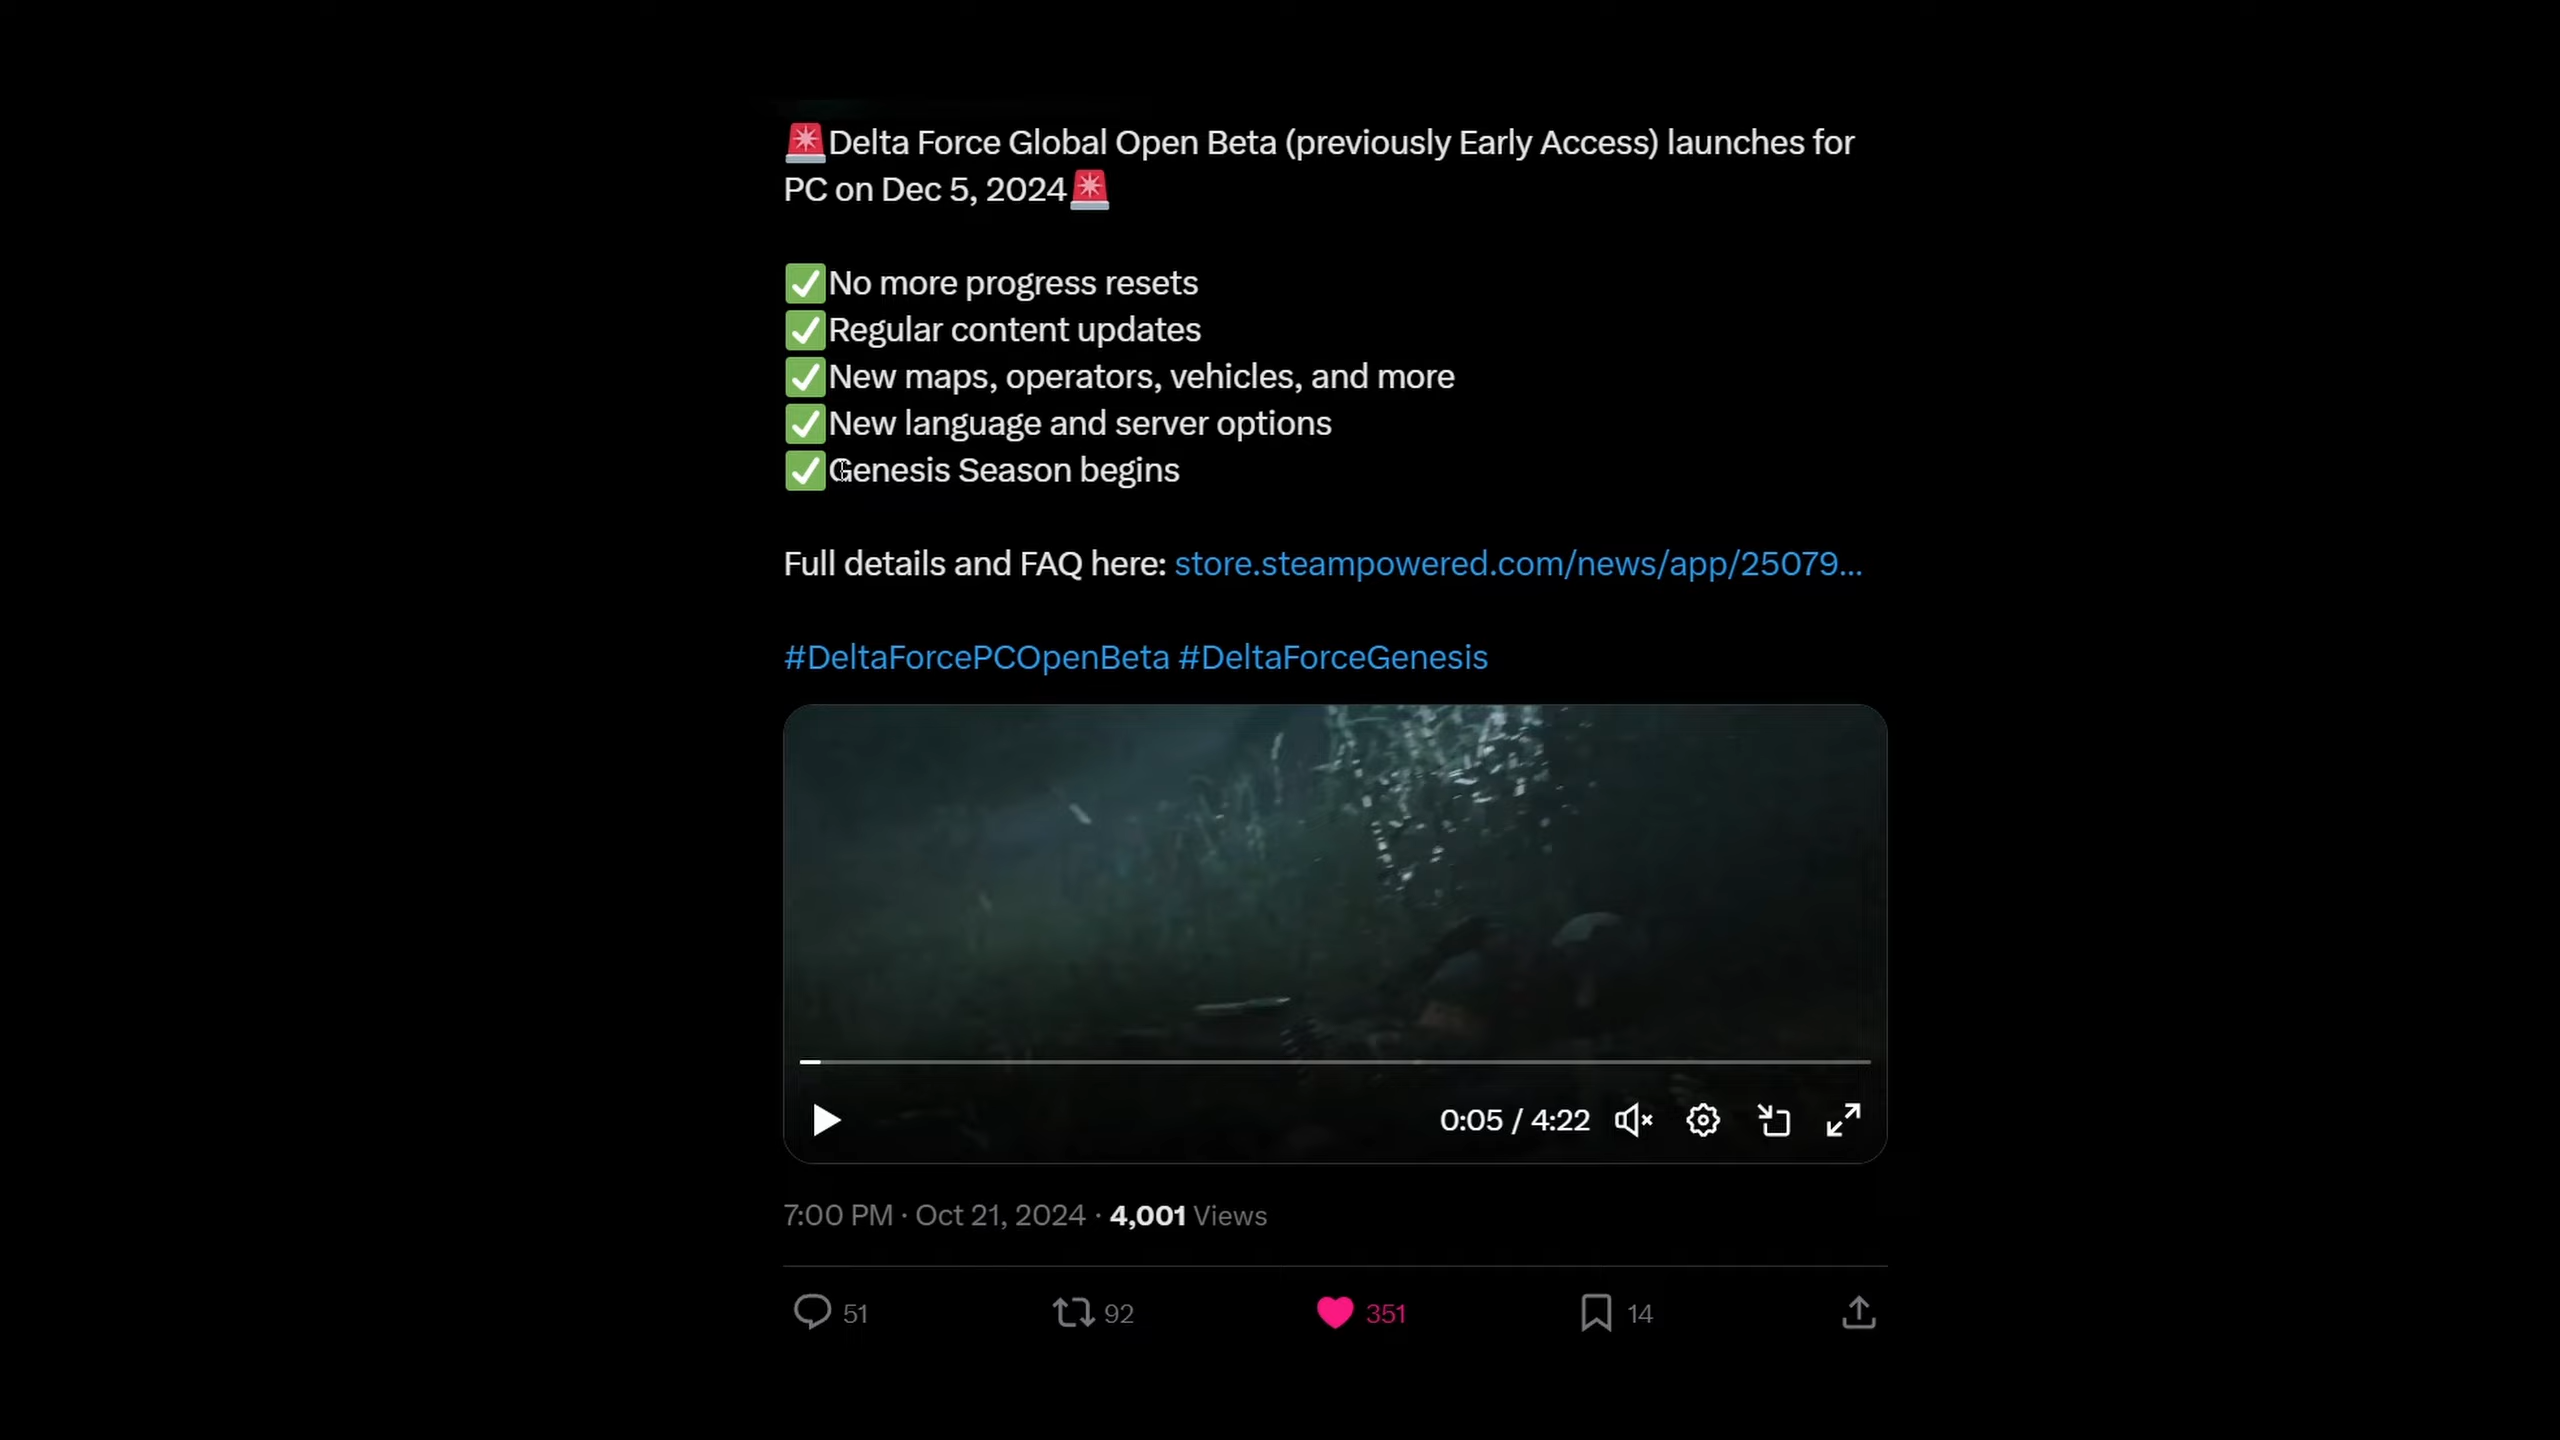 🚨Delta Force Global Open Beta (previously Early Access) launches for
PC on Dec 5, 2024🚨
✅No more progress resets
✅Regular content updates
✅New maps, operators, vehicles, and more
✅New language and server options
✅Genesis Season begins
Full details and FAQ here: store.steampowered.com/news/app/25079...
#DeltaForcePCOpenBeta #DeltaForceGenesis
0:05 / 4:22
7:00 PM · Oct 21, 2024 · 4,001 Views
51 92 351 14